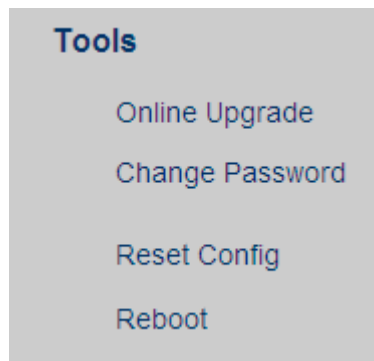 Tools
Online Upgrade
Change Password
Reset Config
Reboot